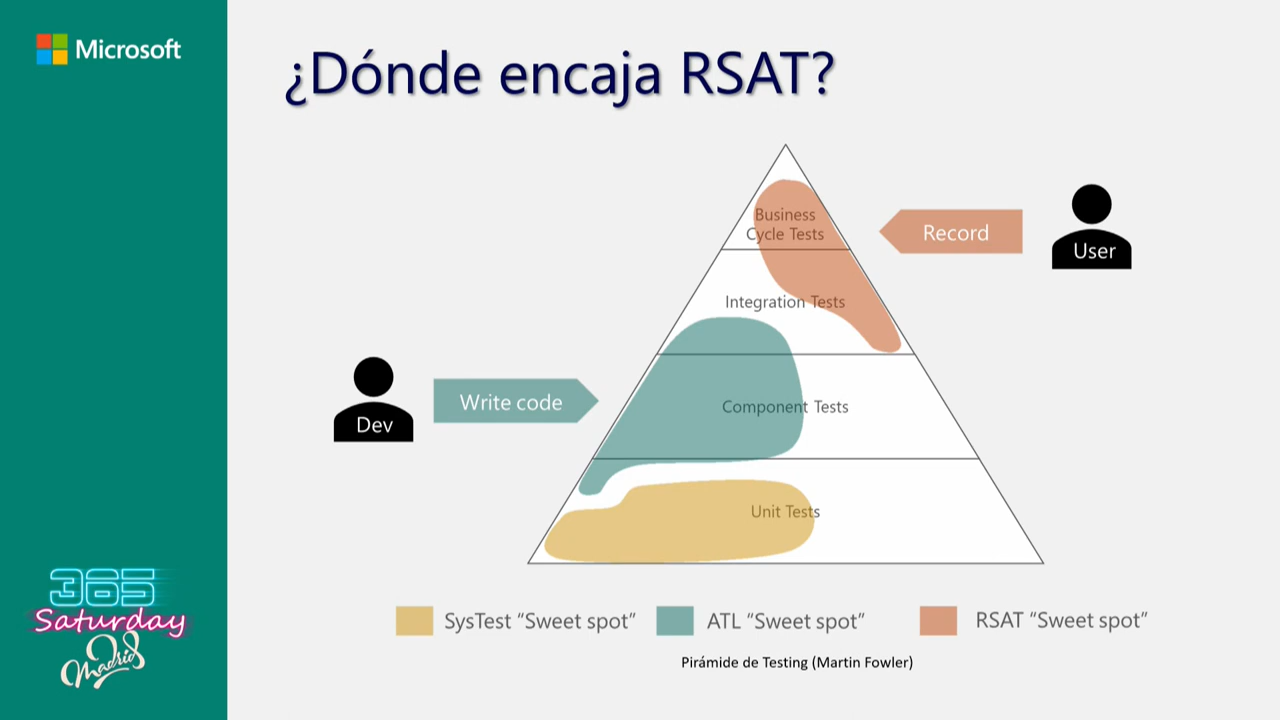 Microsoft
¿Dónde encaja RSAT?
Business
Cycle Tests
Record
User
Integration Tests
Dev
Write code
Component Tests
Unit Tests
SysTest “Sweet spot”
ATL “Sweet spot”
RSAT “Sweet spot”
Pirámide de Testing (Martin Fowler)
365
Saturday
Madrid